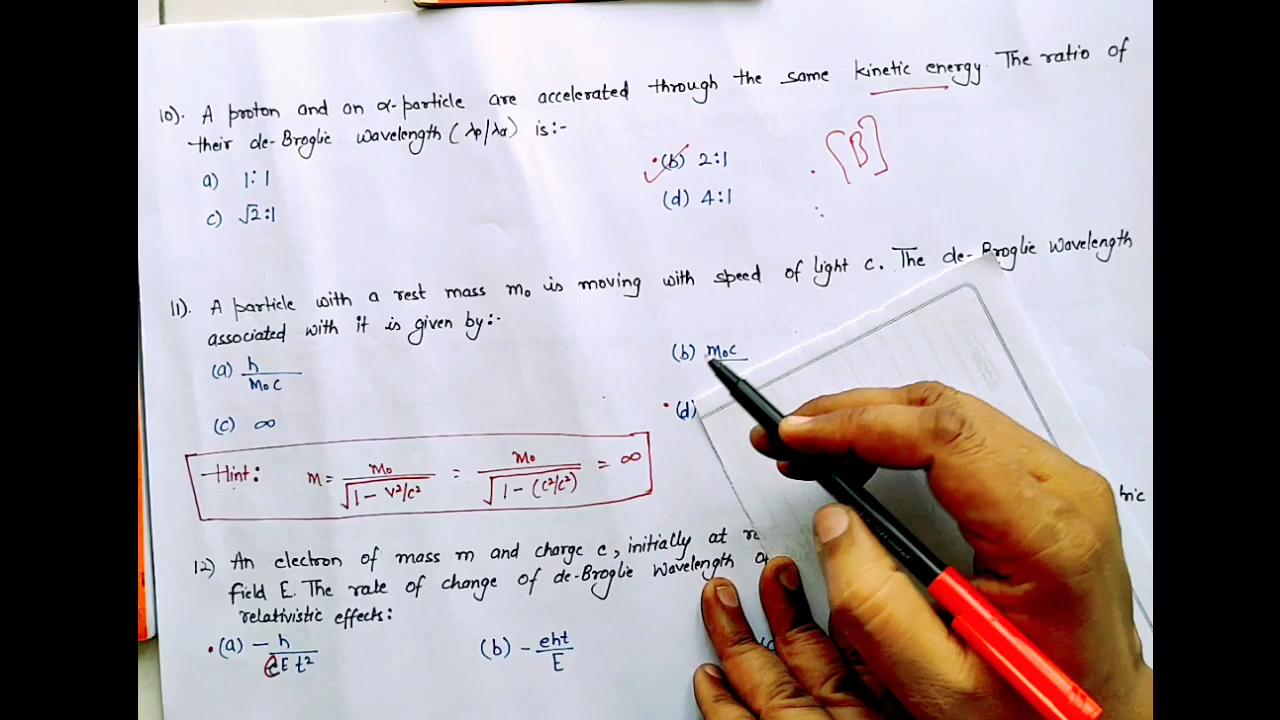 10). A proton and an α-particle are accelerated through the same kinetic energy. The ratio of
their de-Broglie wavelength (λp/λα) is:-
a) 1:1
(b) 2:1
[B]
c) √2:1
(d) 4:1
11). A particle with a rest mass m₀ is moving with speed of light c. The de-Broglie Wavelength
associated with it is given by:-
(a) h/m₀c
(b) m₀c
(c) ∞
(d)
Hint: m = m₀/√(1 - V²/c²) = m₀/√(1 - (c²/c²)) = ∞
12) An electron of mass m and charge e, initially at
field E. The rate of change of de-Broglie Wavelength
relativistic effects:
(a) - h/eEt²
(b) - eht/E